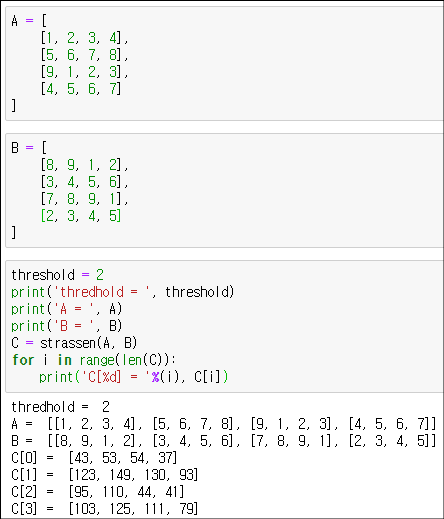 A = [
    [1, 2, 3, 4],
    [5, 6, 7, 8],
    [9, 1, 2, 3],
    [4, 5, 6, 7]
]
B = [
    [8, 9, 1, 2],
    [3, 4, 5, 6],
    [7, 8, 9, 1],
    [2, 3, 4, 5]
]
threshold = 2
print('thredhold = ', threshold)
print('A = ', A)
print('B = ', B)
C = strassen(A, B)
for i in range(len(C)):
    print('C[%d] = '%(i), C[i])
thredhold =  2
A =  [[1, 2, 3, 4], [5, 6, 7, 8], [9, 1, 2, 3], [4, 5, 6, 7]]
B =  [[8, 9, 1, 2], [3, 4, 5, 6], [7, 8, 9, 1], [2, 3, 4, 5]]
C[0] =  [43, 53, 54, 37]
C[1] =  [123, 149, 130, 93]
C[2] =  [95, 110, 44, 41]
C[3] =  [103, 125, 111, 79]